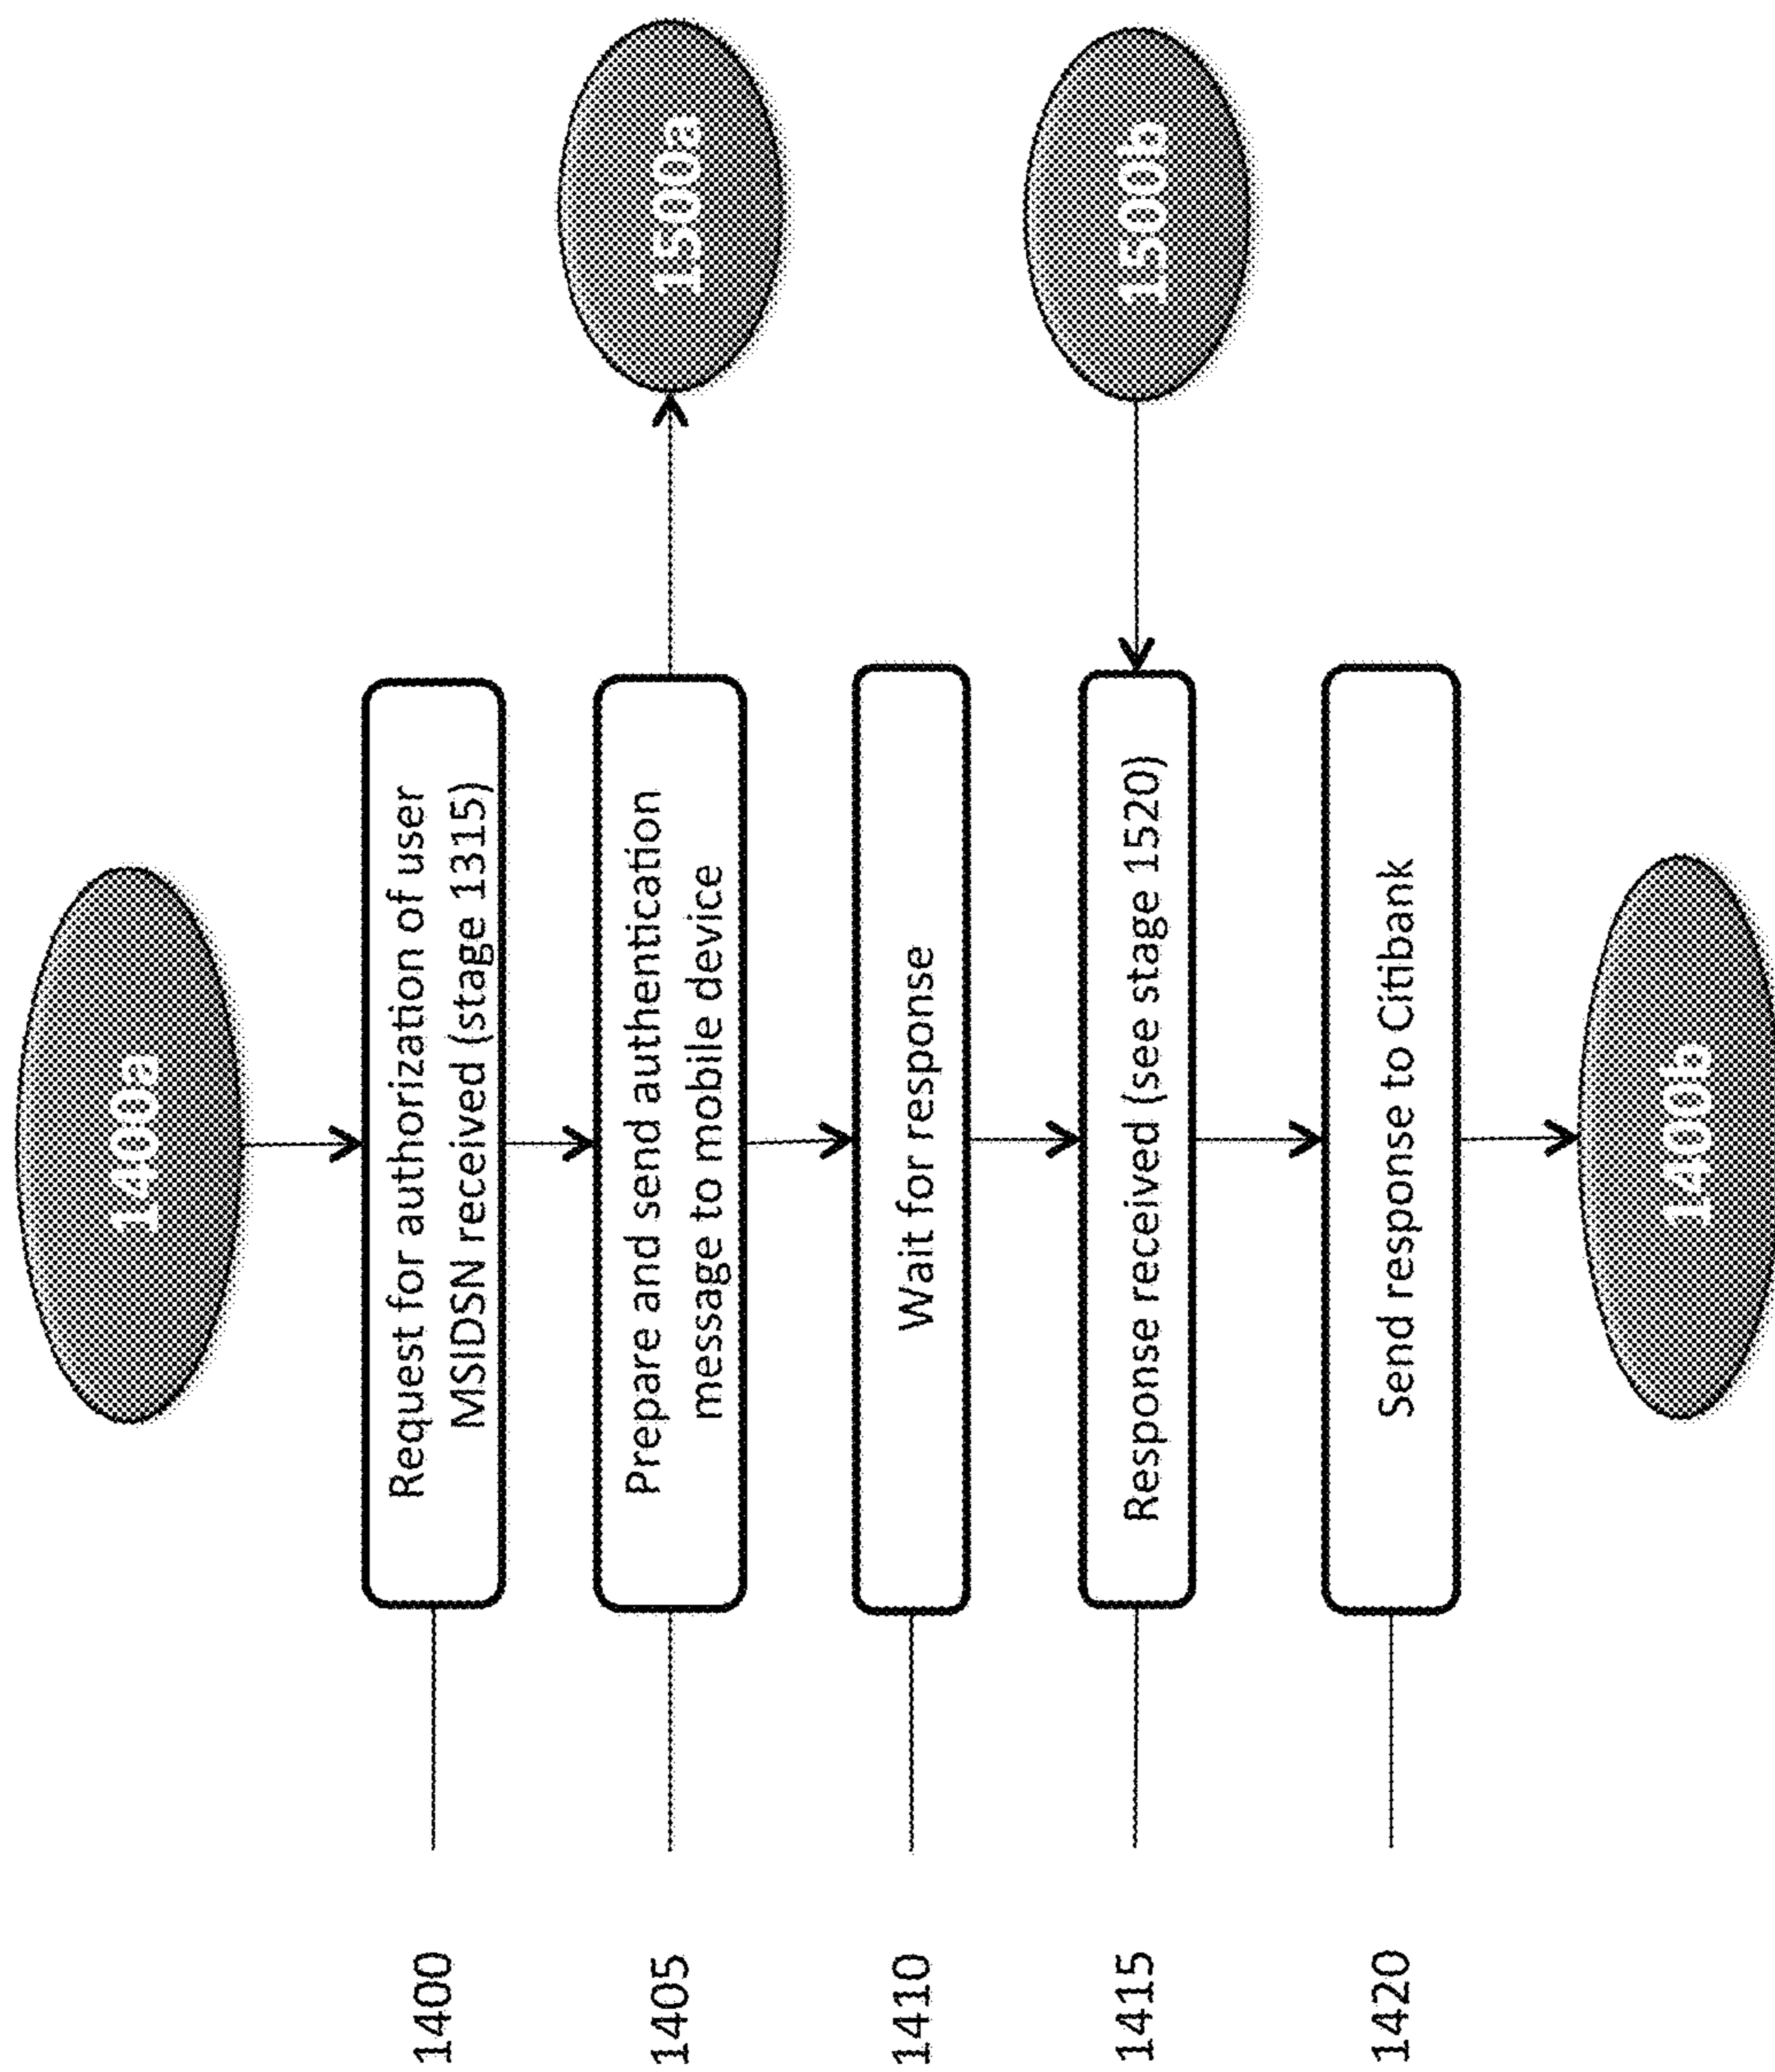 1400a
1400
Request for authorization of user
MSIDSN received (stage 1315)
1405
Prepare and send authentication
message to mobile device
1500a
1410
Wait for response
1415
Response received (see stage 1520)
1500b
1420
Send response to Citibank
1400b